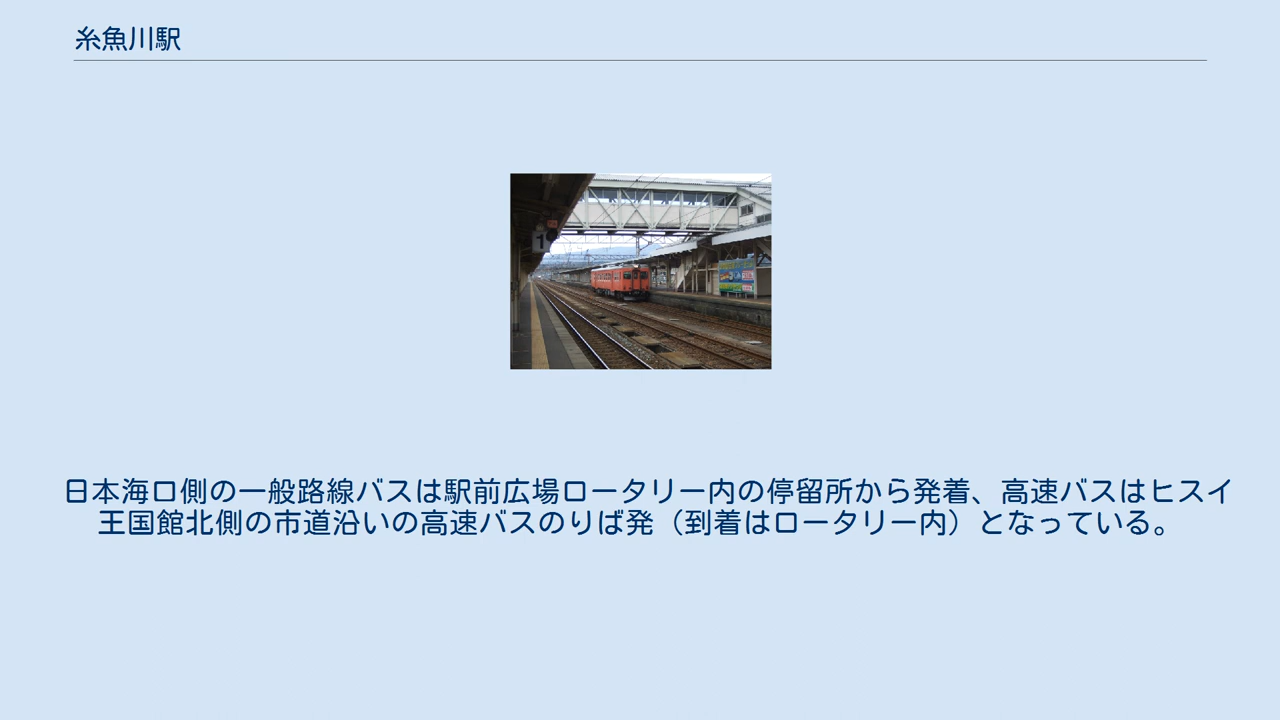 糸魚川駅
1
日本海口側の一般路線バスは駅前広場ロータリー内の停留所から発着、高速バスはヒスイ
王国館北側の市道沿いの高速バスのりば発（到着はロータリー内）となっている。